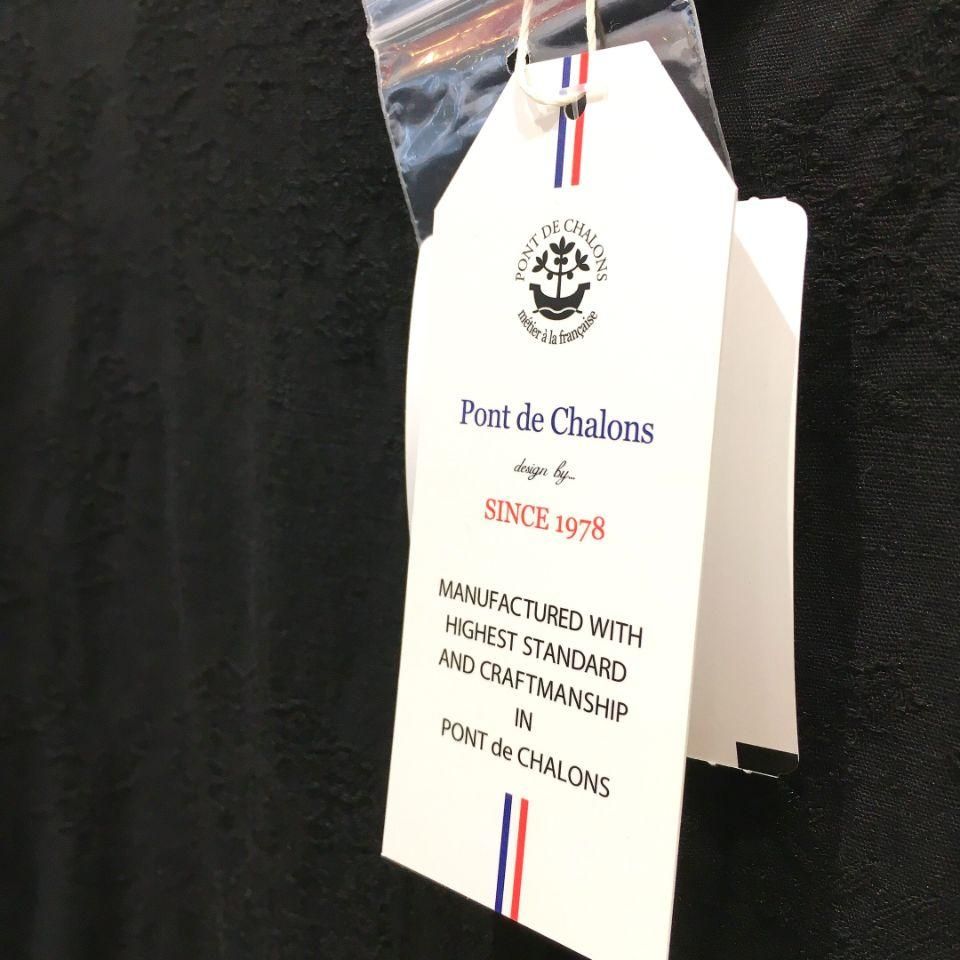 PONT DE CHALONS
métier à la française
Pont de Chalons
design by...
SINCE 1978
MANUFACTURED WITH
HIGHEST STANDARD
AND CRAFTMANSHIP
IN
PONT de CHALONS